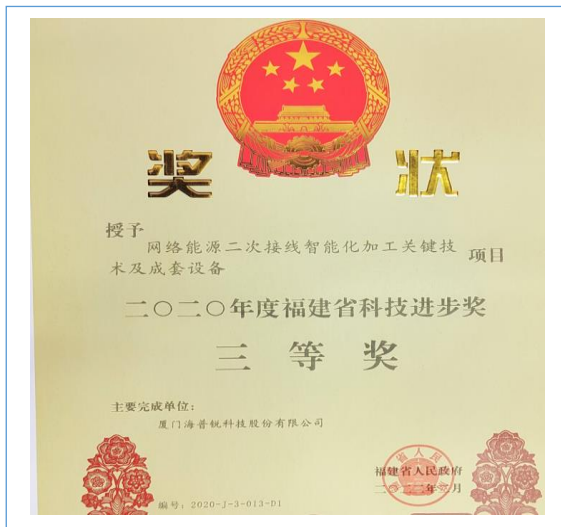 奖状
授予
网络能源二次接线智能化加工关键技
术及成套设备
项目
二〇二〇年度福建省科技进步奖
三等奖
主要完成单位：
厦门海普锐科技股份有限公司
福建省人民政府
编号：2020-J-3-013-D1